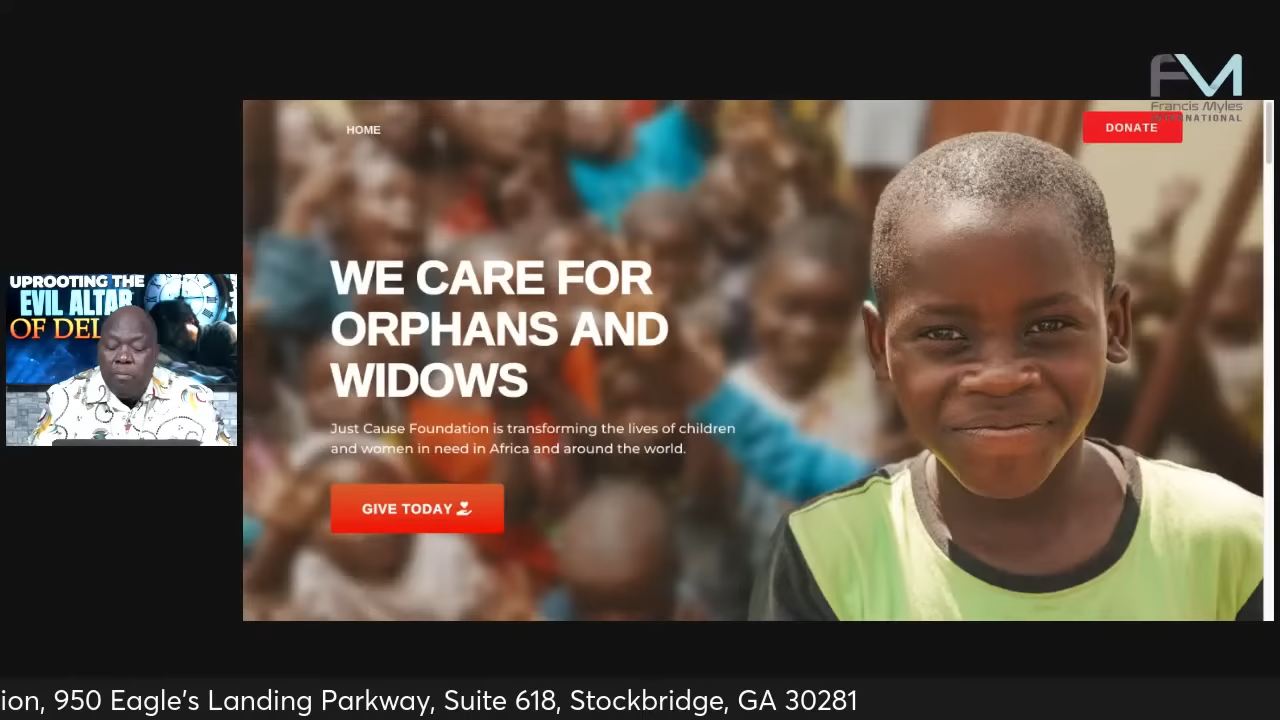 FM
Francis Myles
INTERNATIONAL
HOME
DONATE
WE CARE FOR
ORPHANS AND
WIDOWS
Just Cause Foundation is transforming the lives of children
and women in need in Africa and around the world.
GIVE TODAY
UPROOTING THE
EVIL ALTAR
OF DEL
ion, 950 Eagle's Landing Parkway, Suite 618, Stockbridge, GA 30281